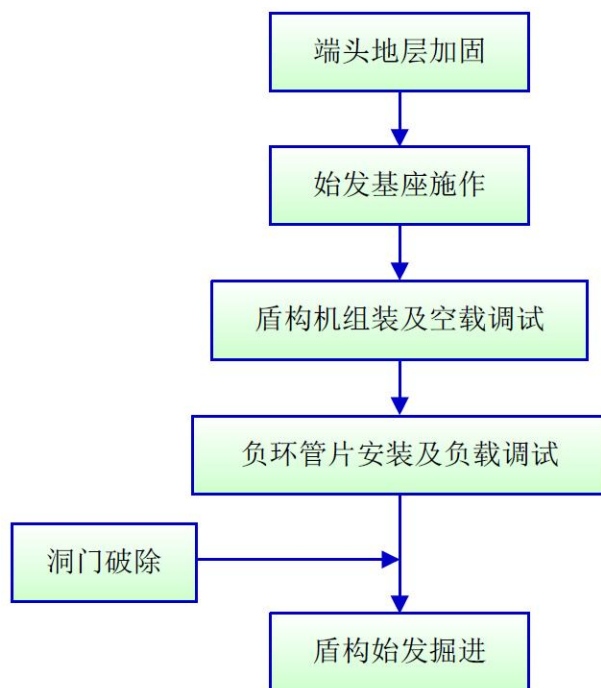 端头地层加固
始发基座施作
盾构机组装及空载调试
负环管片安装及负载调试
洞门破除
盾构始发掘进